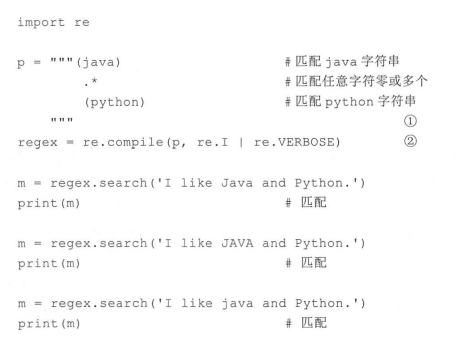 import re
p = """(java)                # 匹配 java 字符串
        .*               # 匹配任意字符零或多个
        (python)         # 匹配 python 字符串
    """                              ①
regex = re.compile(p, re.I | re.VERBOSE)        ②
m = regex.search('I like Java and Python.')
print(m)                 # 匹配
m = regex.search('I like JAVA and Python.')
print(m)                 # 匹配
m = regex.search('I like java and Python.')
print(m)                 # 匹配